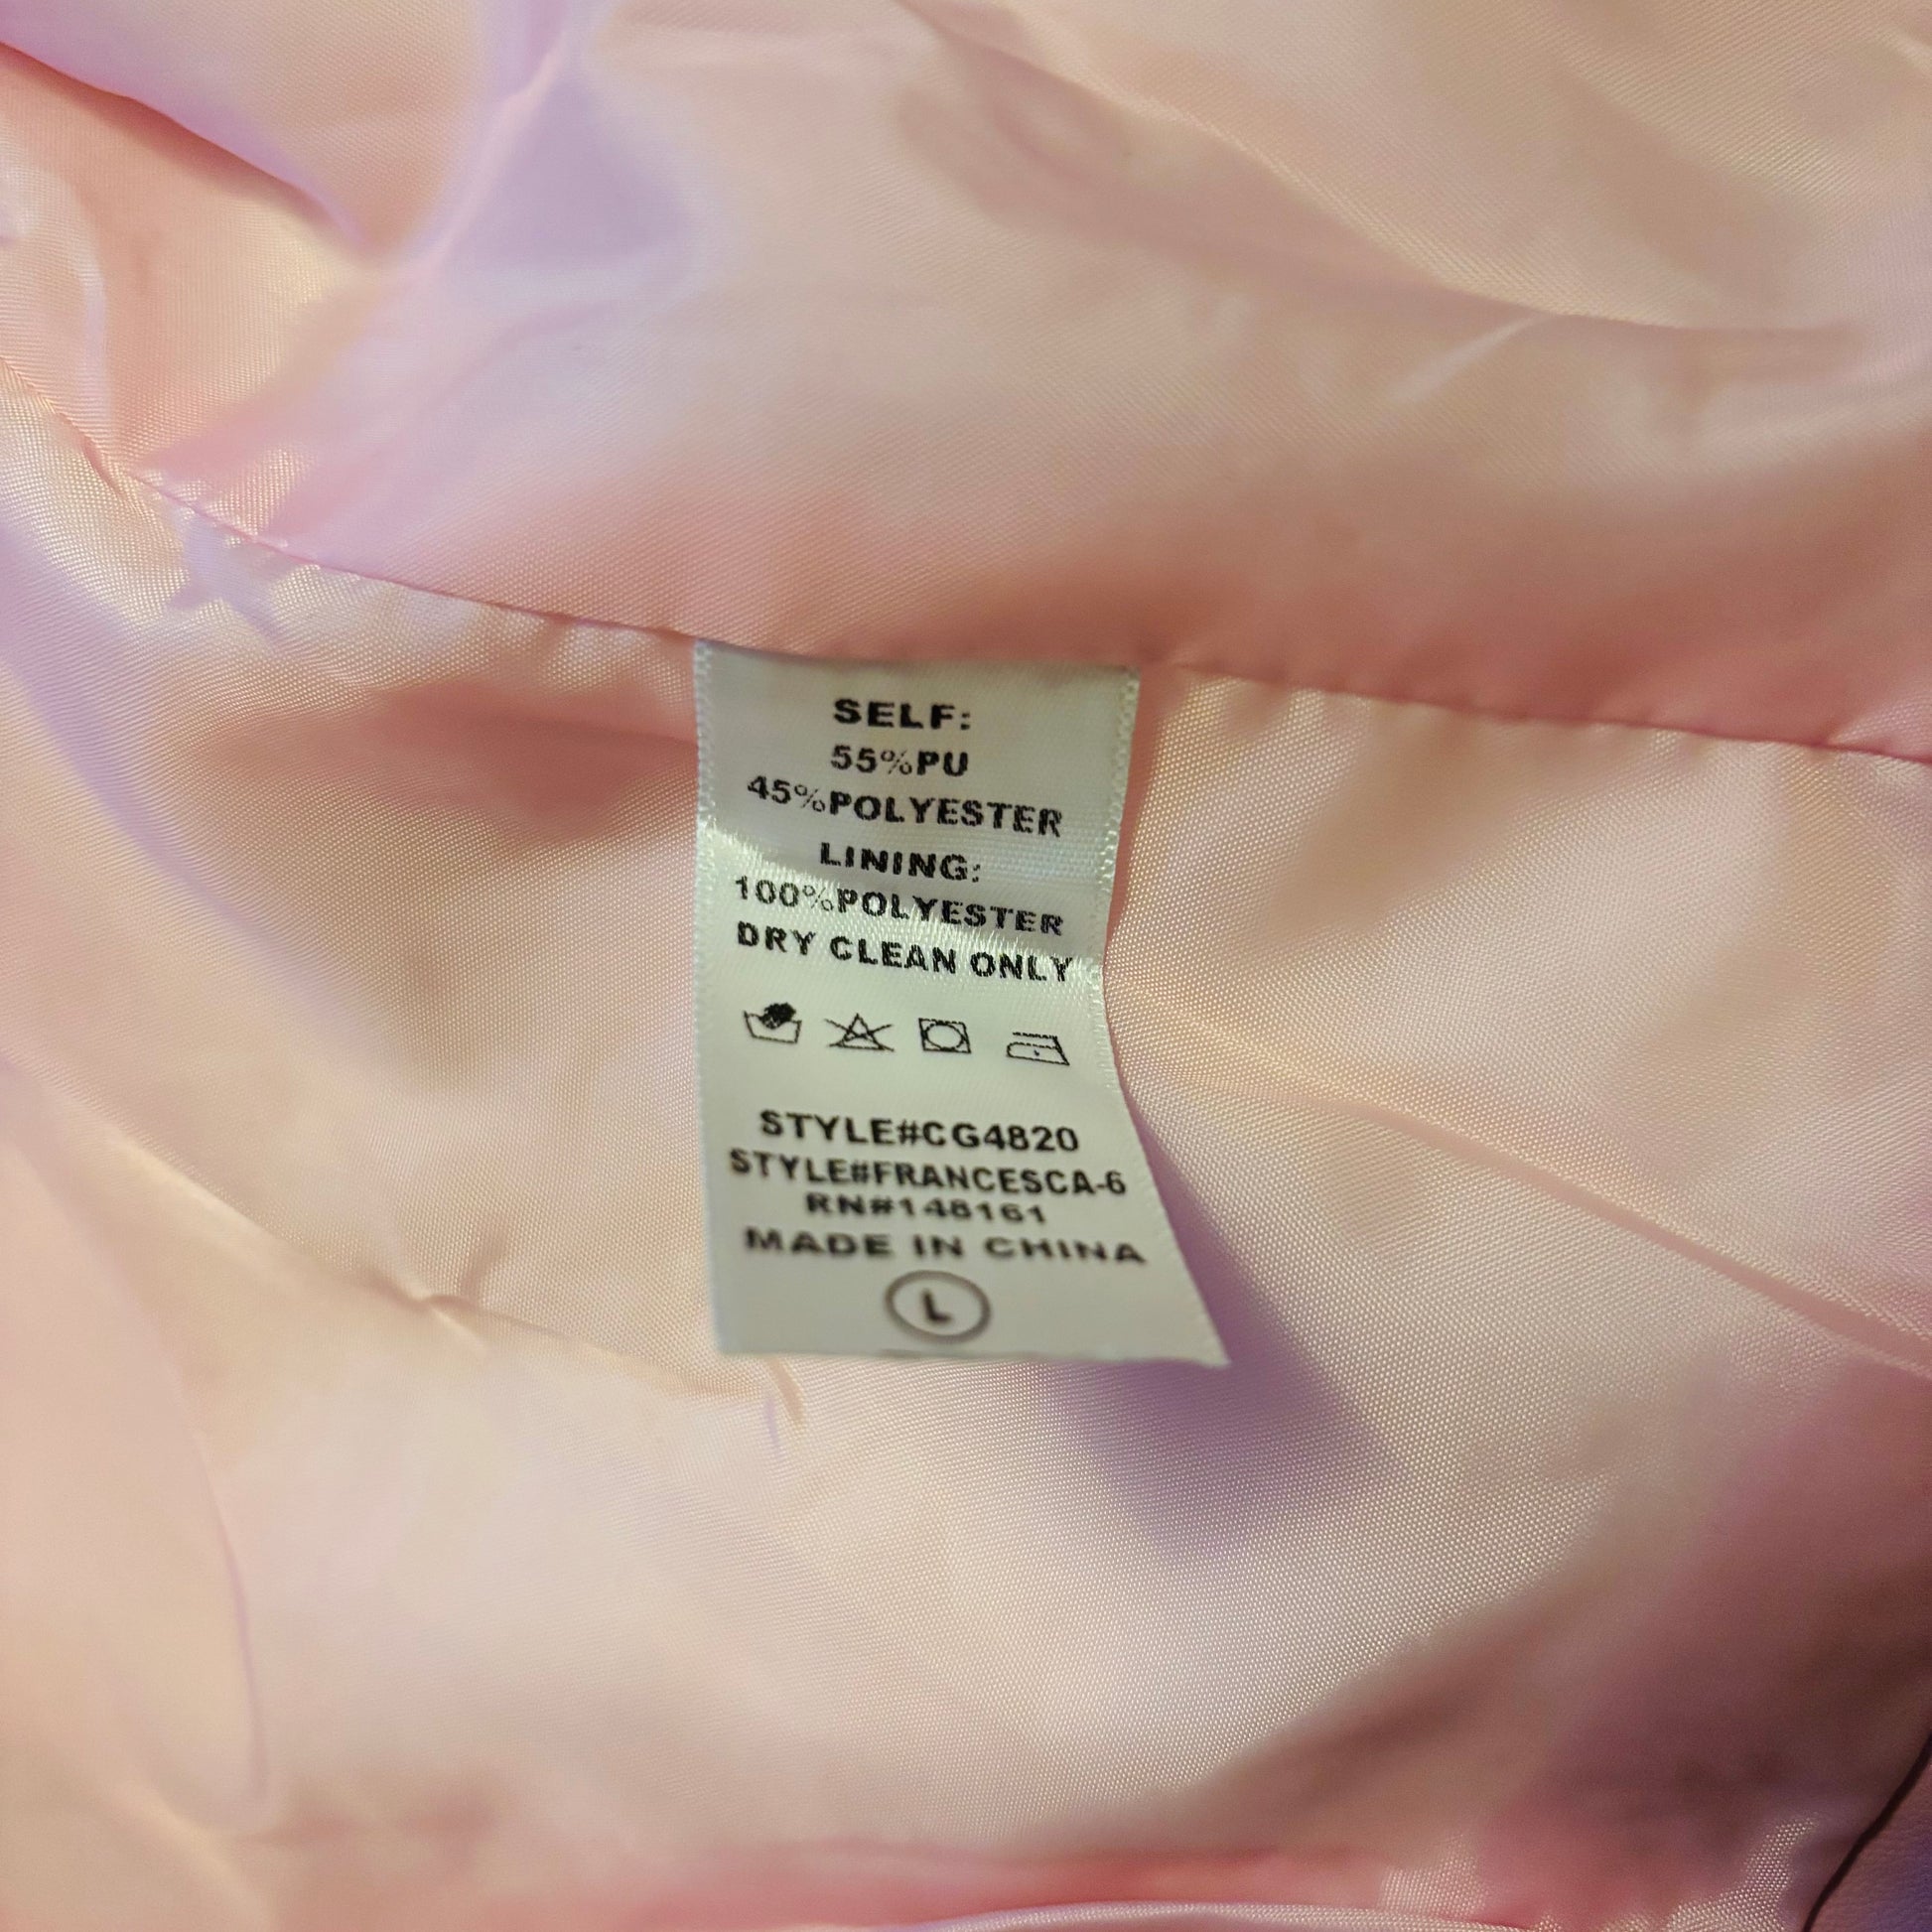 SELF:
55%PU
45%POLYESTER
LINING:
100%POLYESTER
DRY CLEAN ONLY
STYLE#CG4820
STYLE#FRANCESCA-6
RN#148161
MADE IN CHINA
L